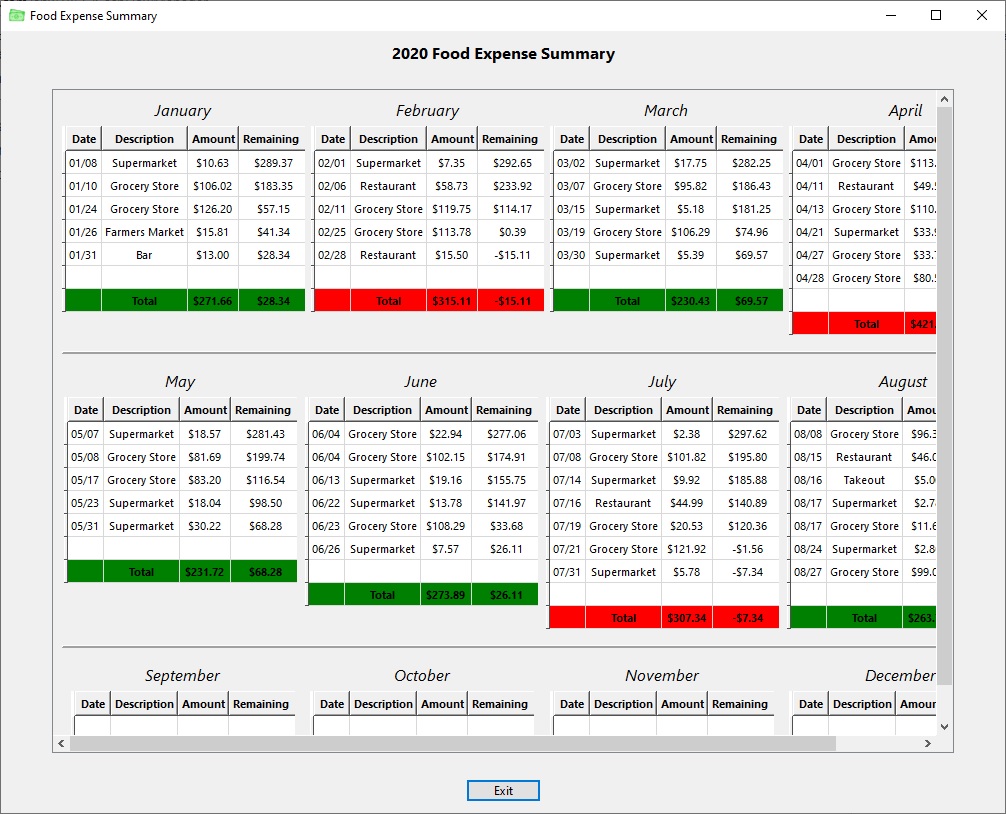 Food Expense Summary
2020 Food Expense Summary
January February March April
Date Description Amount Remaining Date Description Amount Remaining Date Description Amount Remaining Date Description Amou
01/08 Supermarket $10.63 $289.37 02/01 Supermarket $7.35 $292.65 03/02 Supermarket $17.75 $282.25 04/01 Grocery Store $113.
01/10 Grocery Store $106.02 $183.35 02/06 Restaurant $58.73 $233.92 03/07 Grocery Store $95.82 $186.43 04/11 Restaurant $49.
01/24 Grocery Store $126.20 $57.15 02/11 Grocery Store $119.75 $114.17 03/15 Supermarket $5.18 $181.25 04/13 Grocery Store $110.
01/26 Farmers Market $15.81 $41.34 02/25 Grocery Store $113.78 $0.39 03/19 Grocery Store $106.29 $74.96 04/21 Supermarket $33.
01/31 Bar $13.00 $28.34 02/28 Restaurant $15.50 -$15.11 03/30 Supermarket $5.39 $69.57 04/27 Grocery Store $33.
04/28 Grocery Store $80.
Total $271.66 $28.34 Total $315.11 -$15.11 Total $230.43 $69.57
Total $421.
May June July August
Date Description Amount Remaining Date Description Amount Remaining Date Description Amount Remaining Date Description Amou
05/07 Supermarket $18.57 $281.43 06/04 Grocery Store $22.94 $277.06 07/03 Supermarket $2.38 $297.62 08/08 Grocery Store $96.3
05/08 Grocery Store $81.69 $199.74 06/04 Grocery Store $102.15 $174.91 07/08 Grocery Store $101.82 $195.80 08/15 Restaurant $46.0
05/17 Grocery Store $83.20 $116.54 06/13 Supermarket $19.16 $155.75 07/14 Supermarket $9.92 $185.88 08/16 Takeout $5.0
05/23 Supermarket $18.04 $98.50 06/22 Supermarket $13.78 $141.97 07/16 Restaurant $44.99 $140.89 08/17 Supermarket $2.7
05/31 Supermarket $30.22 $68.28 06/23 Grocery Store $108.29 $33.68 07/19 Grocery Store $20.53 $120.36 08/17 Grocery Store $11.6
06/26 Supermarket $7.57 $26.11 07/21 Grocery Store $121.92 -$1.56 08/24 Supermarket $2.8
Total $231.72 $68.28 07/31 Supermarket $5.78 -$7.34 08/27 Grocery Store $99.0
Total $273.89 $26.11
Total $307.34 -$7.34 Total $263.
September October November December
Date Description Amount Remaining Date Description Amount Remaining Date Description Amount Remaining Date Description Amoun
Exit